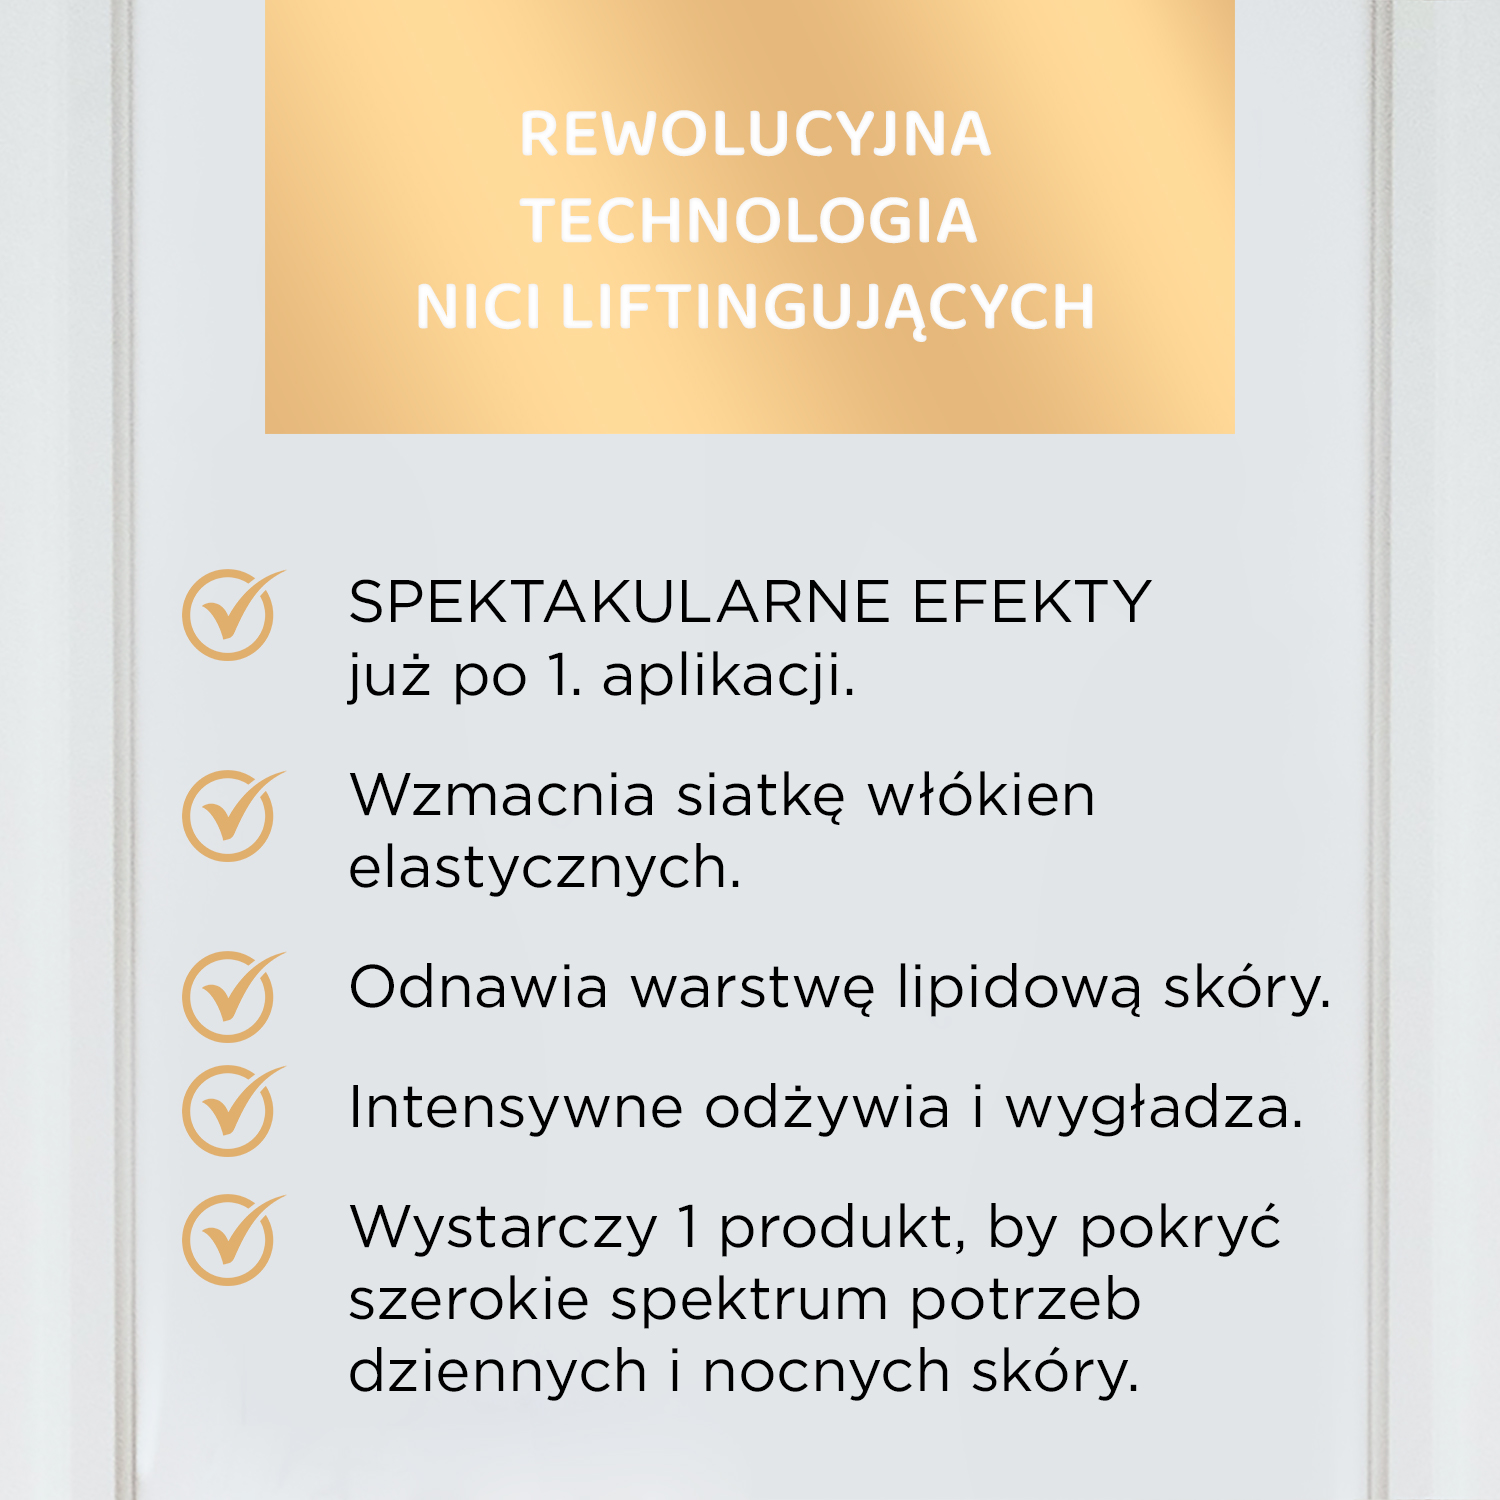 REWOLUCYJNA
TECHNOLOGIA
NICI LIFTINGUJĄCYCH
SPEKTAKULARNE EFEKTY
już po 1. aplikacji.
Wzmacnia siatkę włókien
elastycznych.
Odnawia warstwę lipidową skóry.
Intensywne odżywia i wygładza.
Wystarczy 1 produkt, by pokryć
szerokie spektrum potrzeb
dziennych i nocnych skóry.